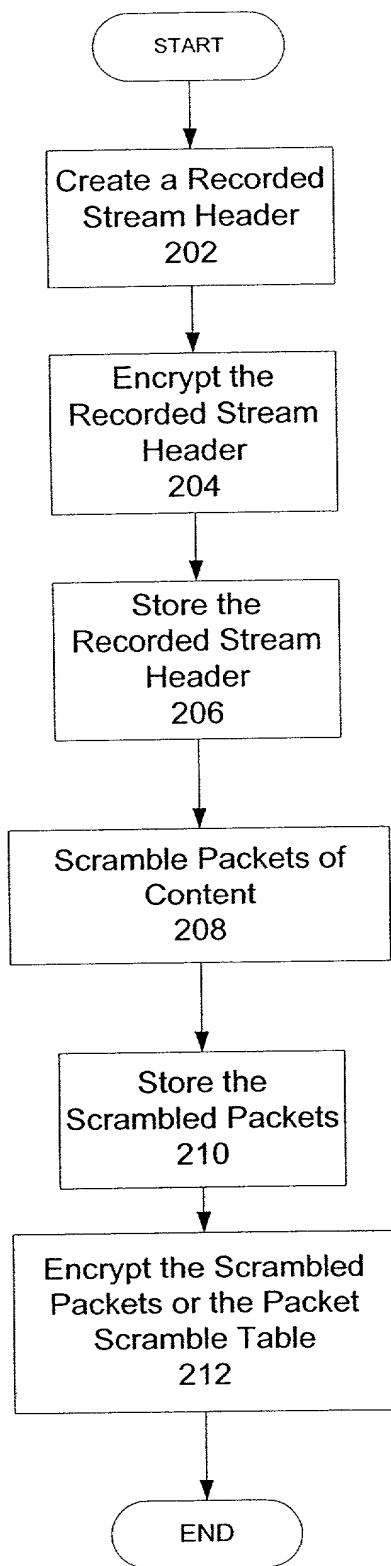 START
Create a Recorded
Stream Header
202
Encrypt the
Recorded Stream
Header
204
Store the
Recorded Stream
Header
206
Scramble Packets of
Content
208
Store the
Scrambled Packets
210
Encrypt the Scrambled
Packets or the Packet
Scramble Table
212
END